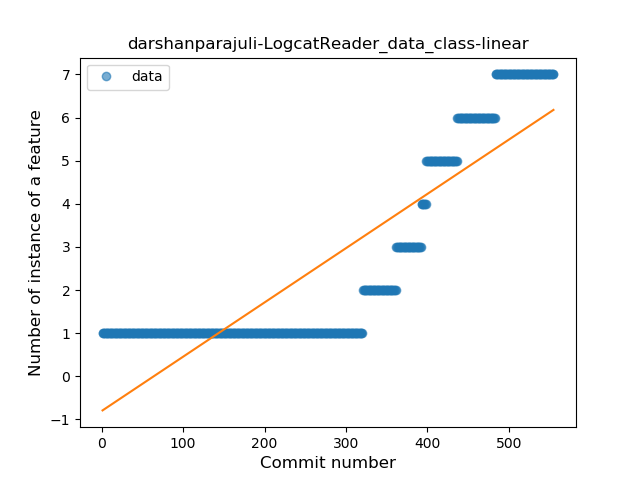 darshanparajuli-LogcatReader_data_class-linear
data
Number of instance of a feature
7
6
5
4
3
2
1
0
−1
0 100 200 300 400 500
Commit number